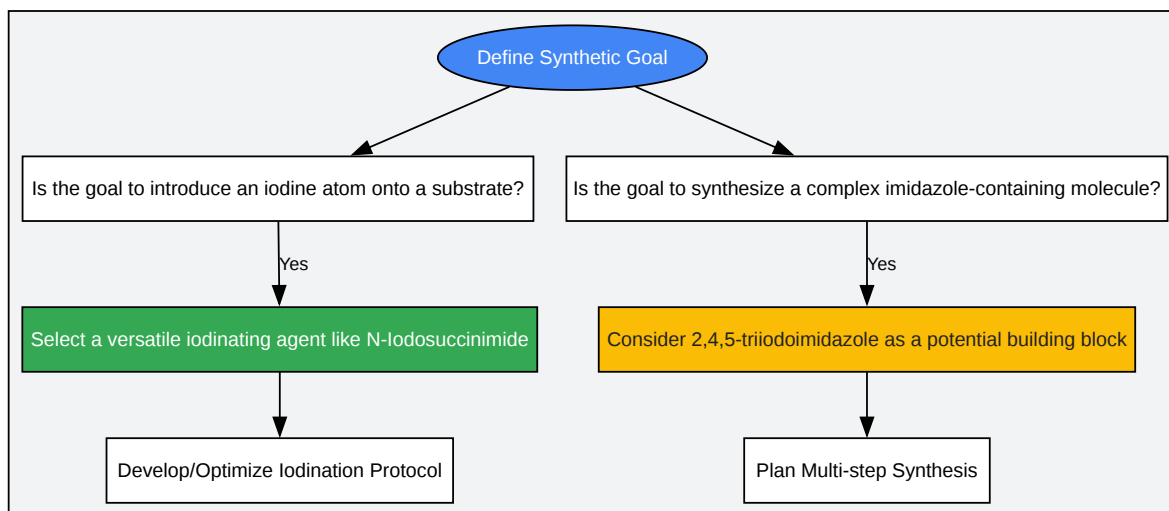 Define Synthetic Goal
Is the goal to introduce an iodine atom onto a substrate?
Is the goal to synthesize a complex imidazole-containing molecule?
Yes
Yes
Select a versatile iodinating agent like N-Iodosuccinimide
Consider 2,4,5-triiodoimidazole as a potential building block
Develop/Optimize Iodination Protocol
Plan Multi-step Synthesis